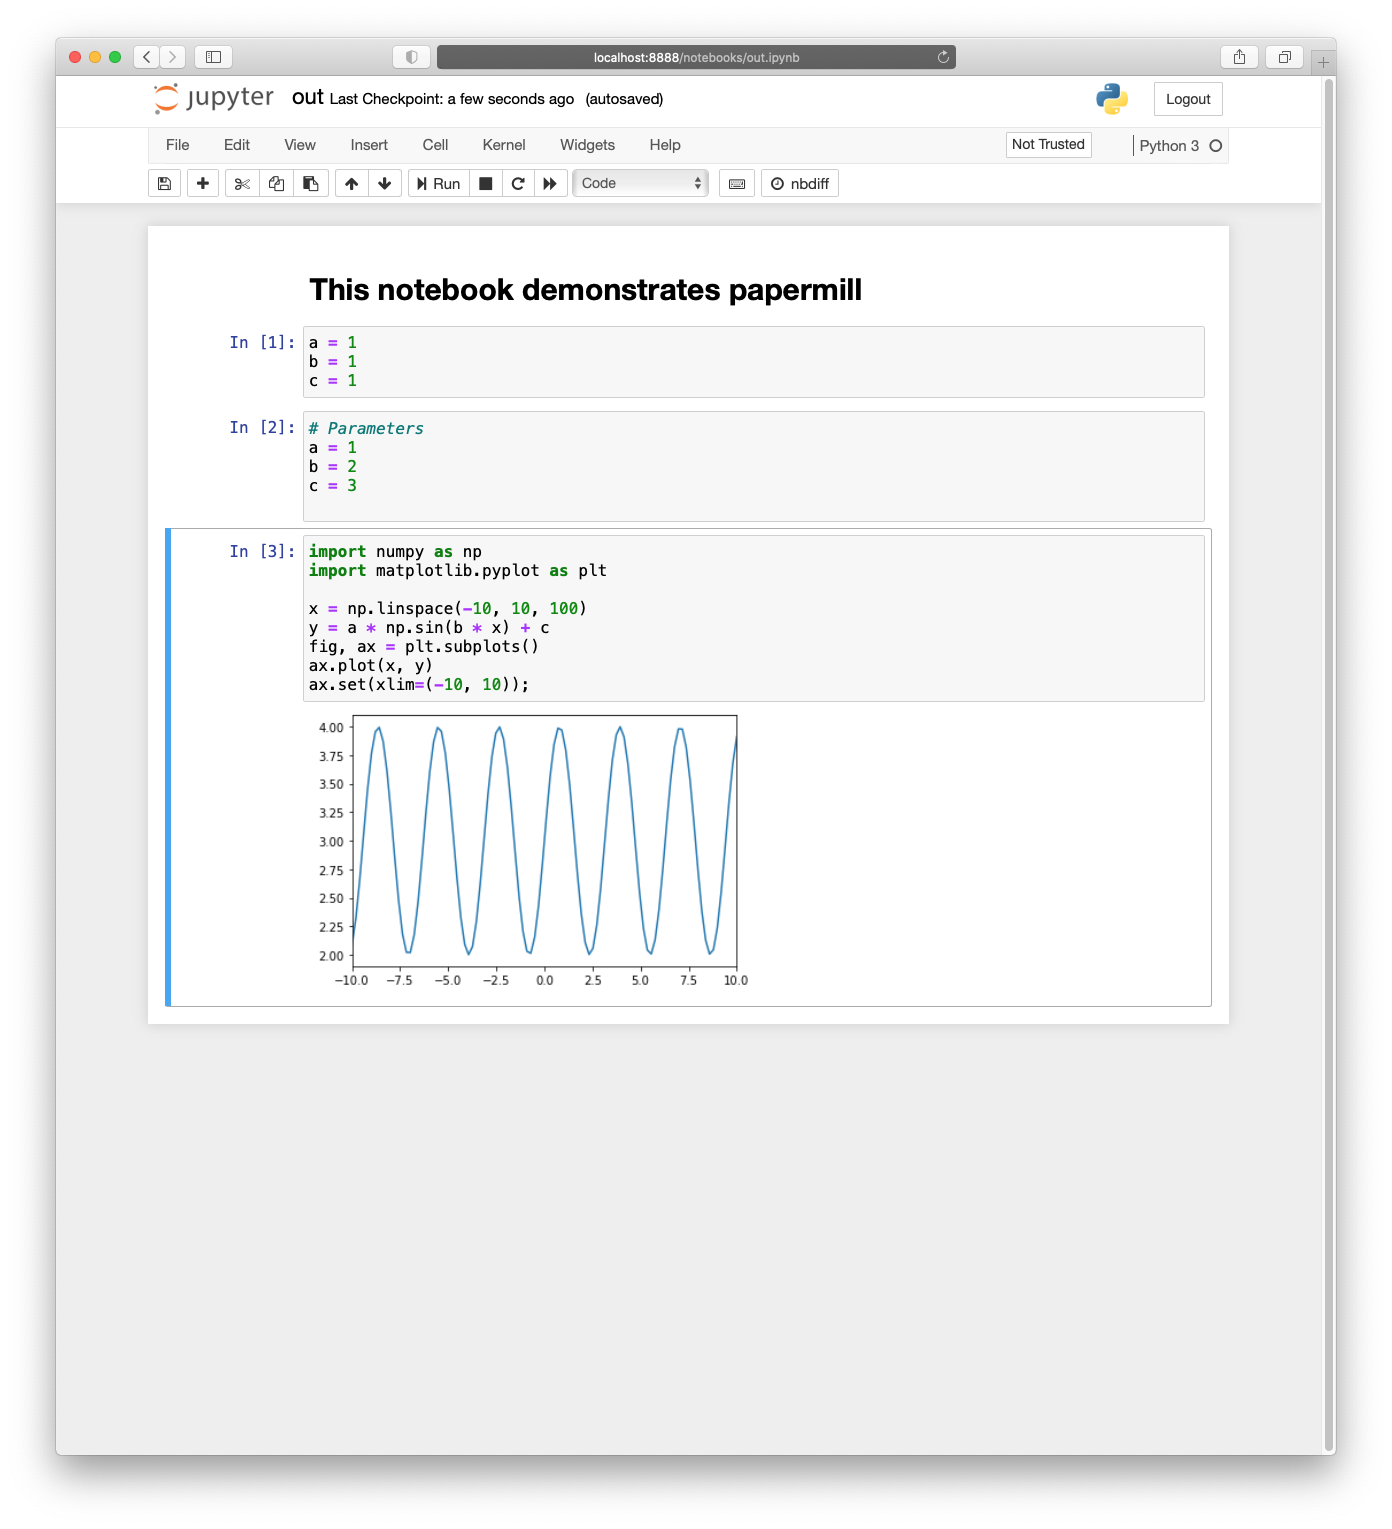 localhost:8888/notebooks/out.ipynb
jupyter out Last Checkpoint: a few seconds ago (autosaved) Logout
File Edit View Insert Cell Kernel Widgets Help Not Trusted Python 3
Run Code nbdiff
This notebook demonstrates papermill
In [1]: a = 1
b = 1
c = 1
In [2]: # Parameters
a = 1
b = 2
c = 3
In [3]: import numpy as np
import matplotlib.pyplot as plt
x = np.linspace(-10, 10, 100)
y = a * np.sin(b * x) + c
fig, ax = plt.subplots()
ax.plot(x, y)
ax.set(xlim=(-10, 10));
4.00
3.75
3.50
3.25
3.00
2.75
2.50
2.25
2.00
−10.0 −7.5 −5.0 −2.5 0.0 2.5 5.0 7.5 10.0